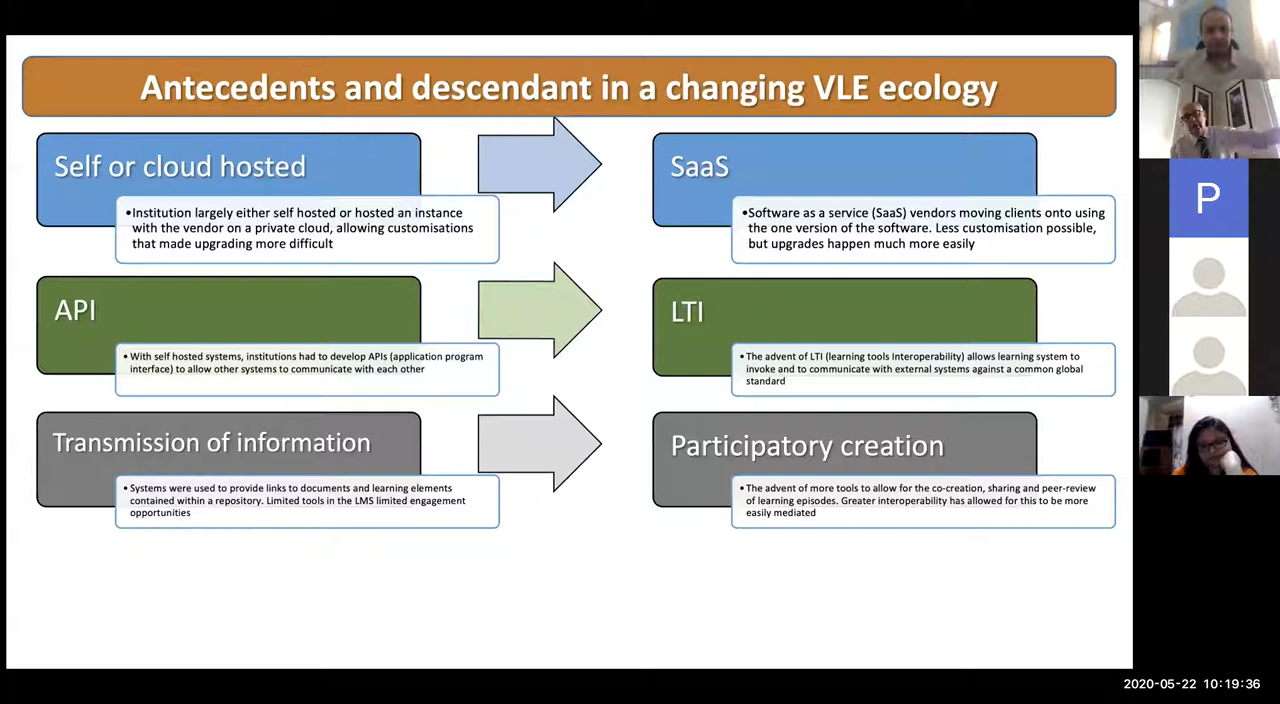 Antecedents and descendant in a changing VLE ecology
Self or cloud hosted
•Institution largely either self hosted or hosted an instance
with the vendor on a private cloud, allowing customisations
that made upgrading more difficult
SaaS
•Software as a service (SaaS) vendors moving clients onto using
the one version of the software. Less customisation possible,
but upgrades happen much more easily
API
• With self hosted systems, institutions had to develop APIs (application program
interface) to allow other systems to communicate with each other
LTI
• The advent of LTI (learning tools Interoperability) allows learning system to
invoke and to communicate with external systems against a common global
standard
Transmission of information
• Systems were used to provide links to documents and learning elements
contained within a repository. Limited tools in the LMS limited engagement
opportunities
Participatory creation
• The advent of more tools to allow for the co-creation, sharing and peer-review
of learning episodes. Greater interoperability has allowed for this to be more
easily mediated
P
2020-05-22 10:19:36